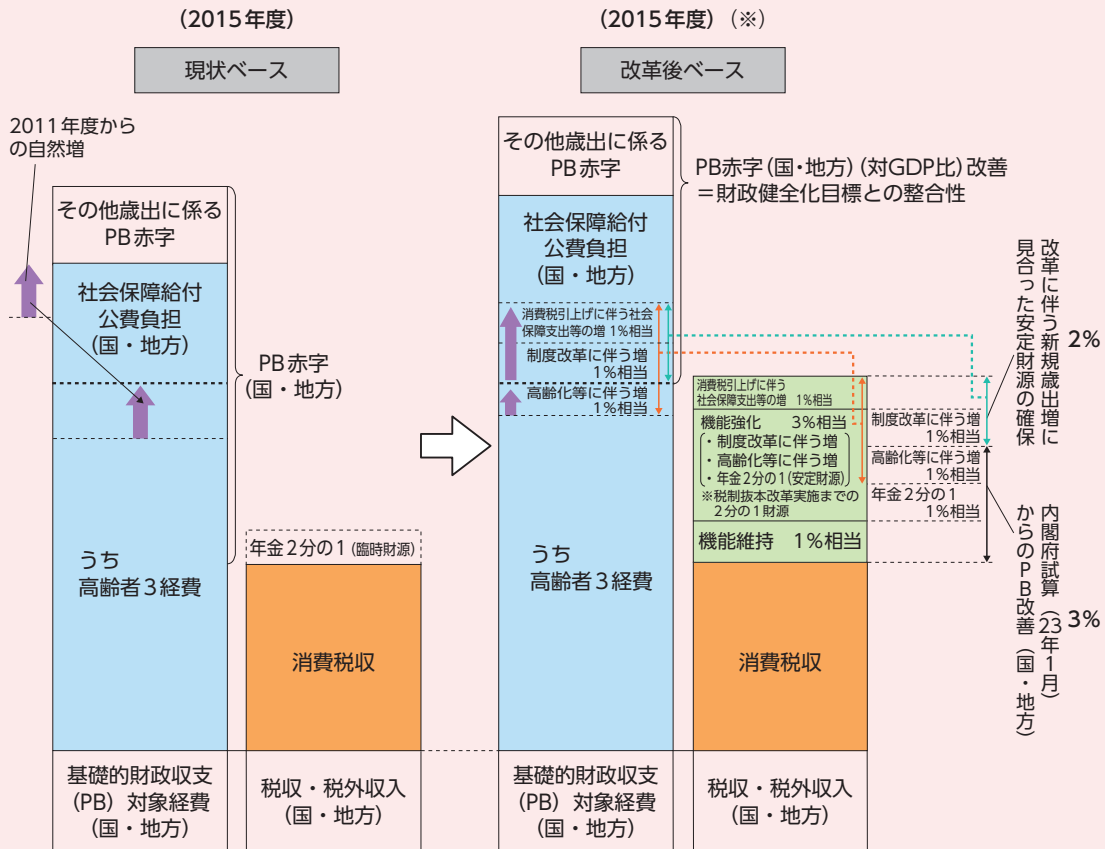 (2015年度)
現状ベース
2011年度から
の自然増
その他歳出に係る
PB赤字
社会保障給付
公費負担
(国・地方)
うち
高齢者3経費
基礎的財政収支
(PB) 対象経費
(国・地方)
PB赤字
(国・地方)
年金2分の1 (臨時財源)
消費税収
税収・税外収入
(国・地方)
(2015年度) (※)
改革後ベース
その他歳出に係る
PB赤字
社会保障給付
公費負担
(国・地方)
消費税引上げに伴う社会
保障支出等の増 1%相当
制度改革に伴う増
1%相当
高齢化等に伴う増
1%相当
うち
高齢者3経費
基礎的財政収支
(PB) 対象経費
(国・地方)
PB赤字(国・地方) (対GDP比) 改善
=財政健全化目標との整合性
消費税引上げに伴う
社会保障支出等の増 1%相当
機能強化 3%相当
・制度改革に伴う増
・高齢化等に伴う増
・年金2分の1(安定財源)
※税制抜本改革実施までの
2分の1財源
機能維持 1%相当
消費税収
税収・税外収入
(国・地方)
制度改革に伴う増
1%相当
高齢化等に伴う増
1%相当
年金2分の1
1%相当
改革に伴う新規歳出増に
見合った安定財源の確保
2%
内閣府試算(23年1月)
からのPB改善(国・地方)
3%